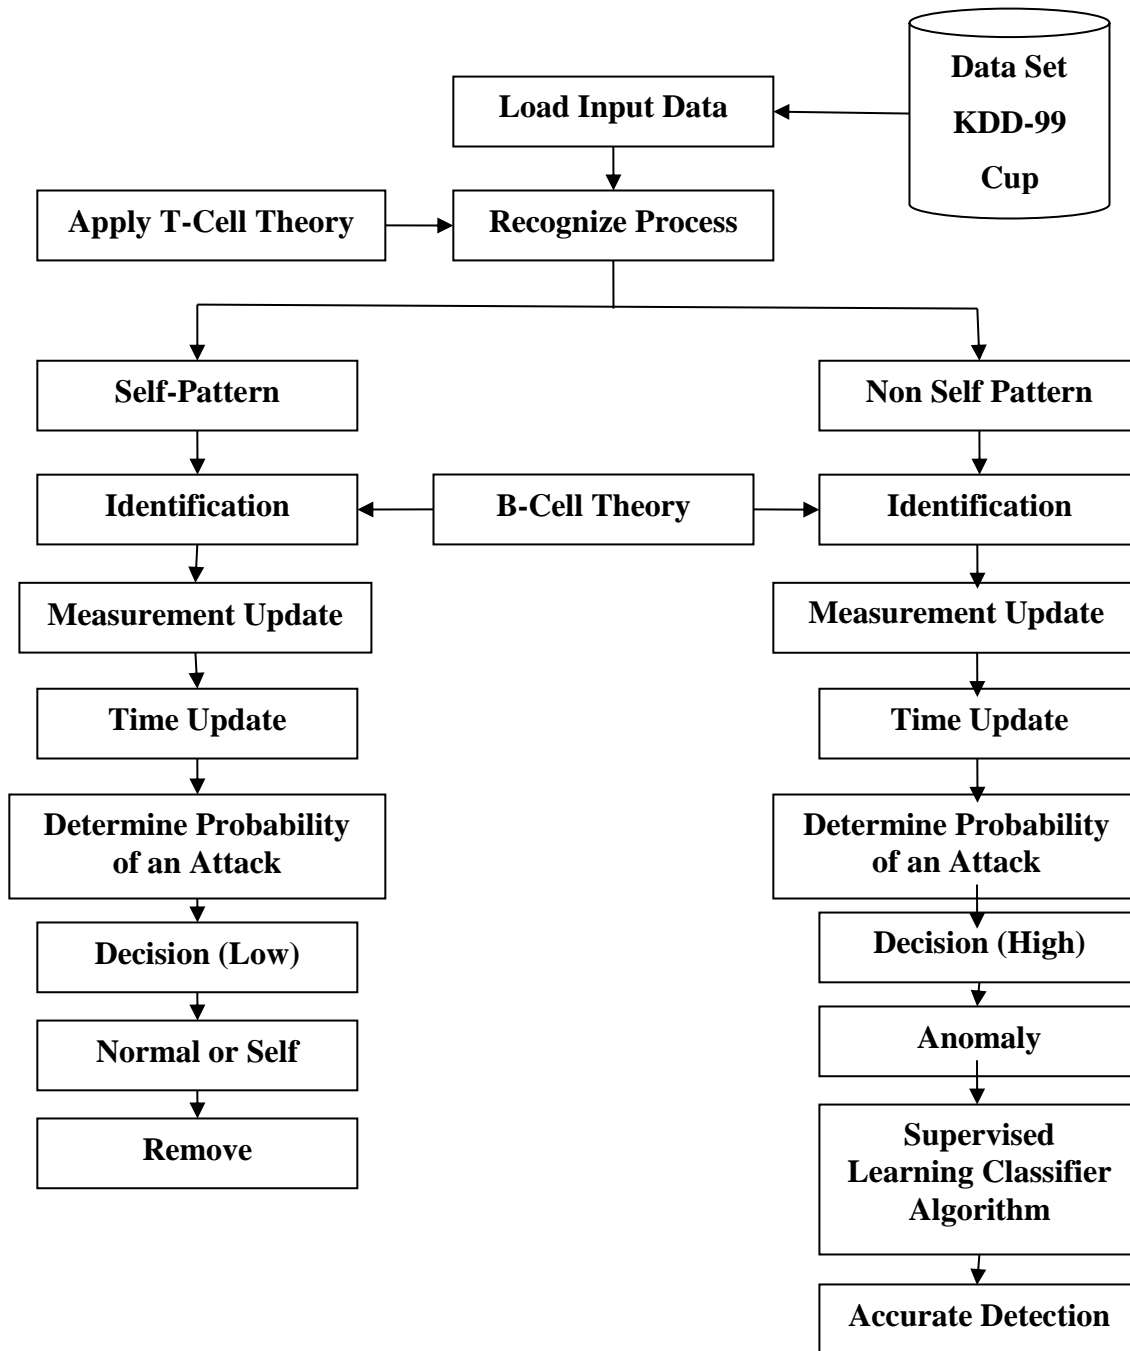 Data Set
KDD-99
Cup
Load Input Data
Apply T-Cell Theory
Recognize Process
Self-Pattern
Non Self Pattern
Identification
B-Cell Theory
Identification
Measurement Update
Measurement Update
Time Update
Time Update
Determine Probability
of an Attack
Determine Probability
of an Attack
Decision (Low)
Decision (High)
Normal or Self
Anomaly
Remove
Supervised
Learning Classifier
Algorithm
Accurate Detection